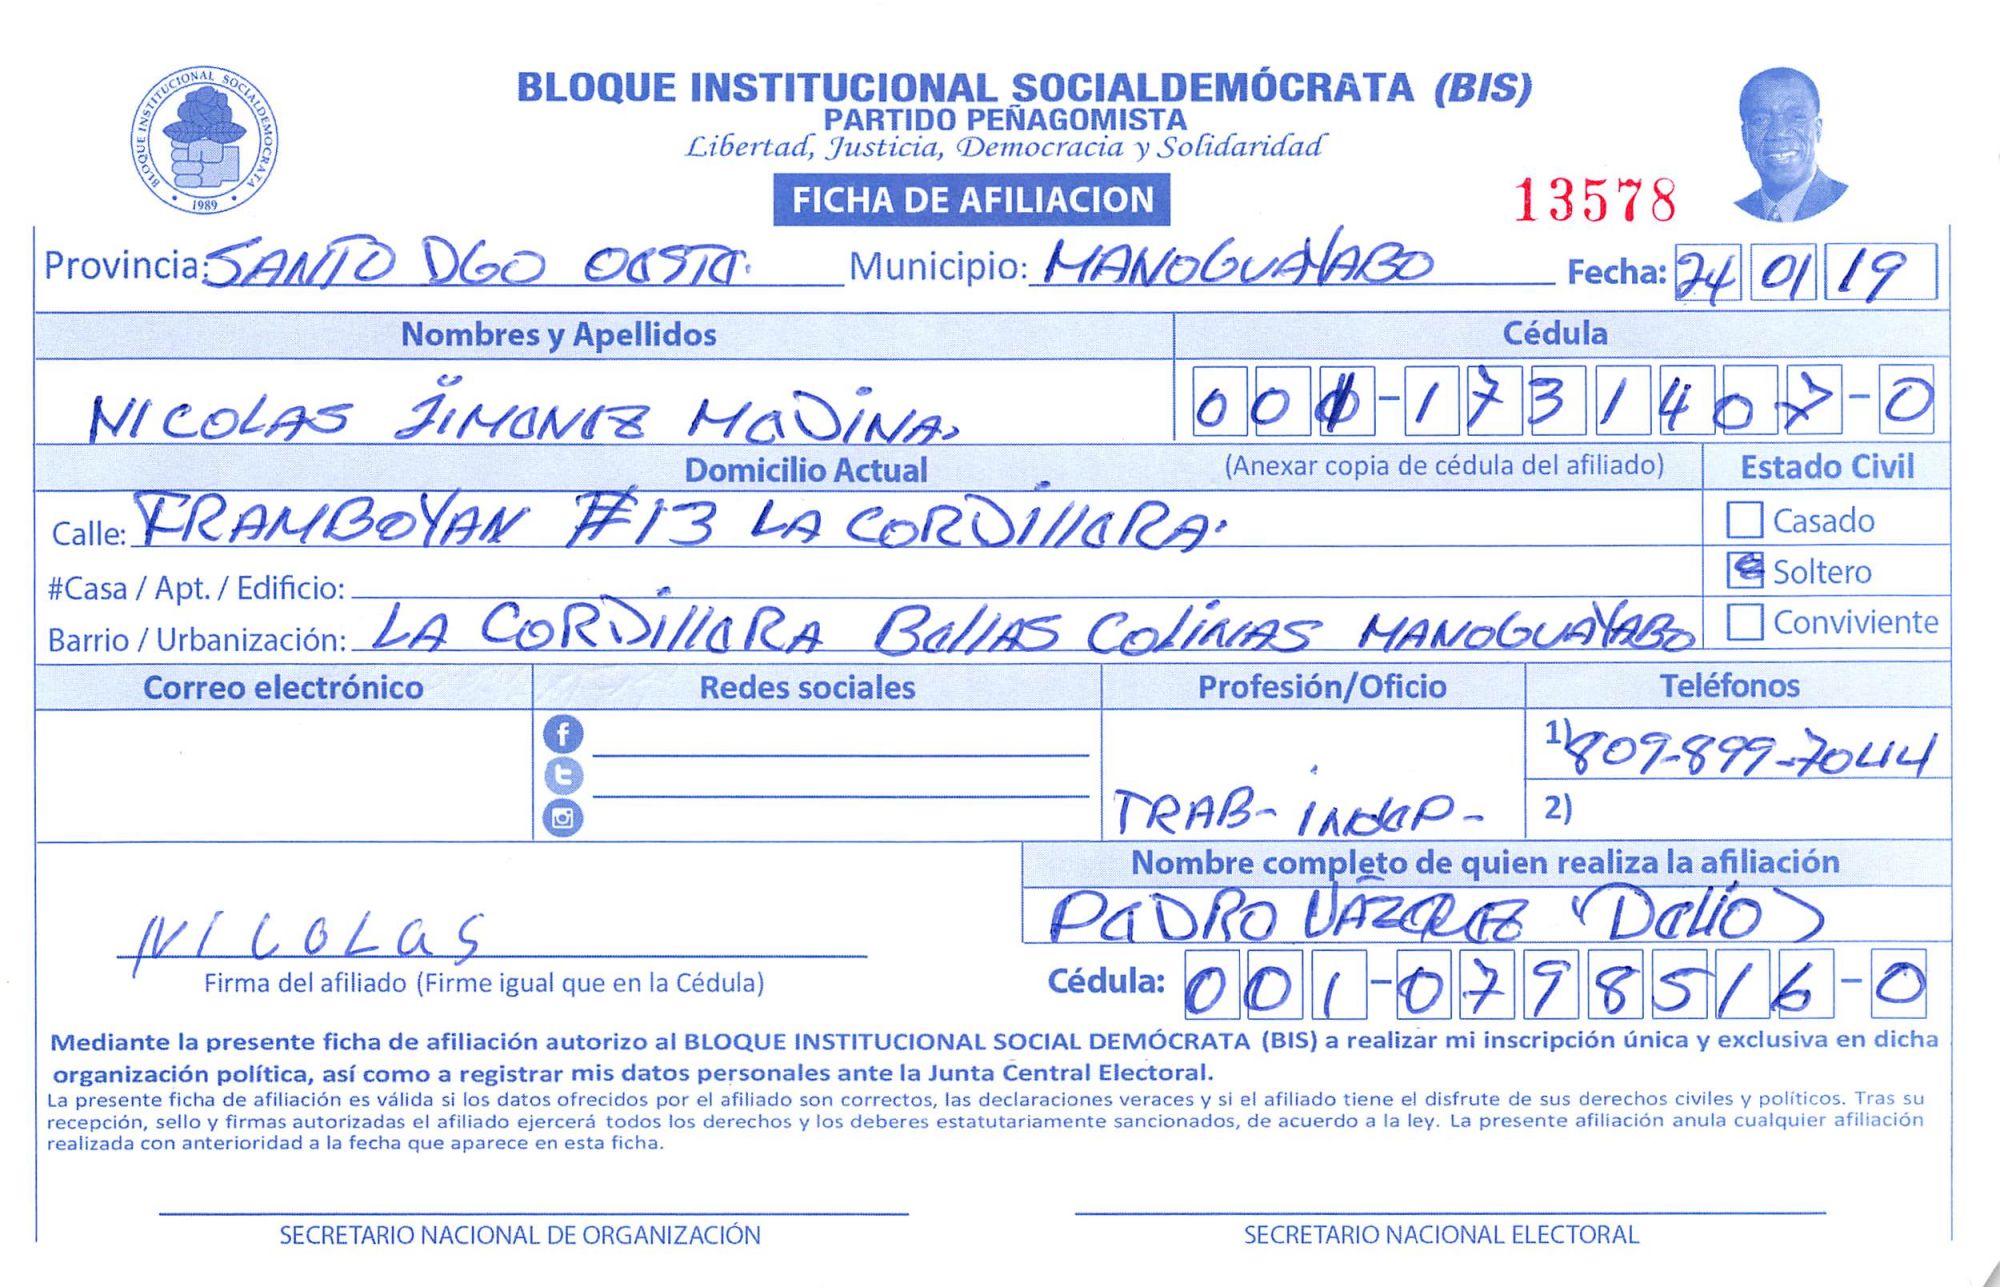 BLOQUE INSTITUCIONAL SOCIALDEMOCRATA
1989
BLOQUE INSTITUCIONAL SOCIALDEMÓCRATA (BIS)
PARTIDO PEÑAGOMISTA
Libertad, Justicia, Democracia y Solidaridad
FICHA DE AFILIACION
13578
Provincia: SANTO DGO OESTE. Municipio: MANOGUAYABO Fecha: 24 01 19
Nombres y Apellidos Cédula
NICOLAS JIMENEZ MEDINA. 001-1731407-0
Domicilio Actual (Anexar copia de cédula del afiliado) Estado Civil
Calle: FRAMBOYAN #13 LA CORDILLERA. Casado
#Casa / Apt. / Edificio: Soltero
Barrio / Urbanización: LA CORDILLERA BELLAS COLINAS MANOGUAYABO Conviviente
Correo electrónico Redes sociales Profesión/Oficio Teléfonos
1) 809-899-7044
TRAB- INDEP- 2)
Nombre completo de quien realiza la afiliación
PEDRO VÁZQUEZ (DELIO)
NICOLAS
Firma del afiliado (Firme igual que en la Cédula) Cédula: 001-0798516-0
Mediante la presente ficha de afiliación autorizo al BLOQUE INSTITUCIONAL SOCIAL DEMÓCRATA (BIS) a realizar mi inscripción única y exclusiva en dicha
organización política, así como a registrar mis datos personales ante la Junta Central Electoral.
La presente ficha de afiliación es válida si los datos ofrecidos por el afiliado son correctos, las declaraciones veraces y si el afiliado tiene el disfrute de sus derechos civiles y políticos. Tras su
recepción, sello y firmas autorizadas el afiliado ejercerá todos los derechos y los deberes estatutariamente sancionados, de acuerdo a la ley. La presente afiliación anula cualquier afiliación
realizada con anterioridad a la fecha que aparece en esta ficha.
SECRETARIO NACIONAL DE ORGANIZACIÓN SECRETARIO NACIONAL ELECTORAL